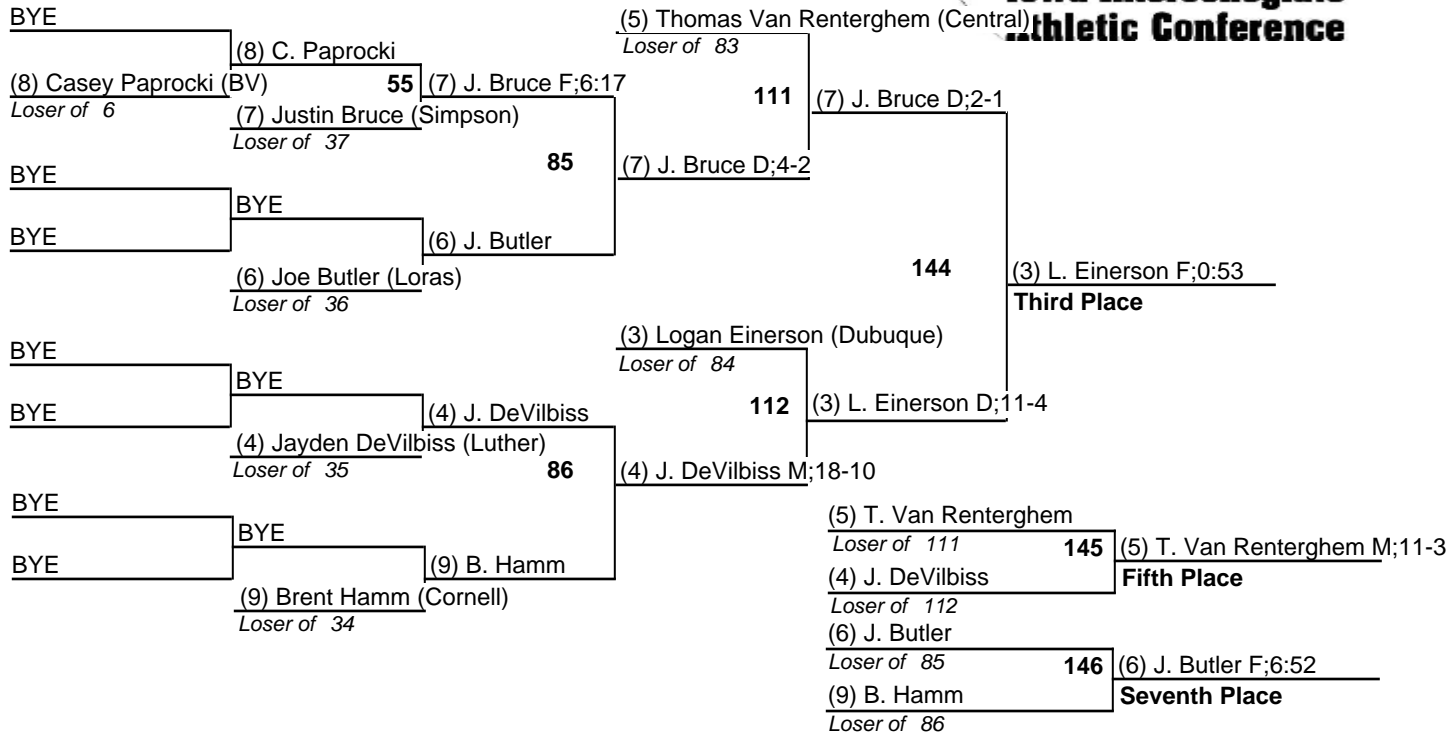 Athletic Conference
BYE
(8) C. Paprocki
(8) Casey Paprocki (BV)
Loser of 6
55
(7) J. Bruce F;6:17
(7) Justin Bruce (Simpson)
Loser of 37
85
BYE
BYE
BYE
(6) J. Butler
(6) Joe Butler (Loras)
Loser of 36
(5) Thomas Van Renterghem (Central)
Loser of 83
111
(7) J. Bruce D;2-1
(7) J. Bruce D;4-2
144
(3) L. Einerson F;0:53
Third Place
BYE
BYE
BYE
(4) J. DeVilbiss
(4) Jayden DeVilbiss (Luther)
Loser of 35
86
(3) Logan Einerson (Dubuque)
Loser of 84
112
(3) L. Einerson D;11-4
(4) J. DeVilbiss M;18-10
BYE
BYE
BYE
(9) B. Hamm
(9) Brent Hamm (Cornell)
Loser of 34
(5) T. Van Renterghem
Loser of 111
145
(5) T. Van Renterghem M;11-3
(4) J. DeVilbiss
Fifth Place
Loser of 112
(6) J. Butler
Loser of 85
146
(6) J. Butler F;6:52
(9) B. Hamm
Seventh Place
Loser of 86